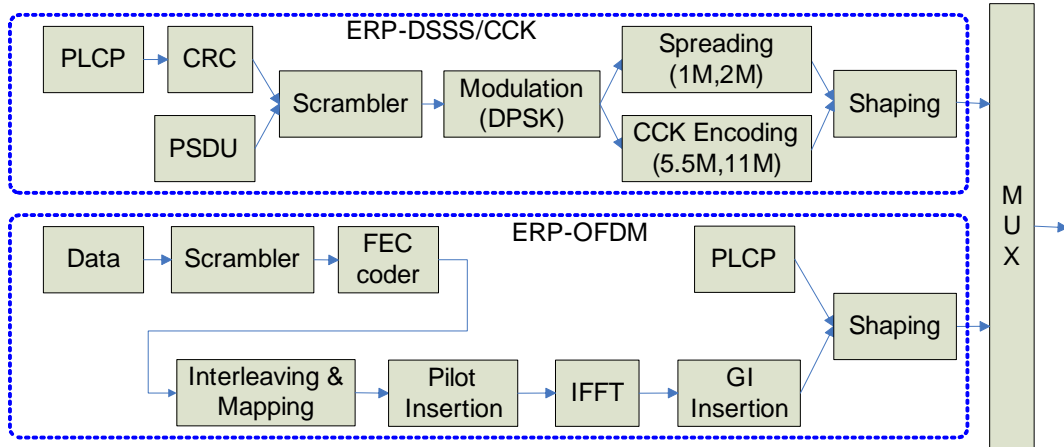 ERP-DSSS/CCK
PLCP
CRC
PSDU
Scrambler
Modulation
(DPSK)
Spreading
(1M,2M)
CCK Encoding
(5.5M,11M)
Shaping
ERP-OFDM
Data
Scrambler
FEC
coder
PLCP
Interleaving &
Mapping
Pilot
Insertion
IFFT
GI
Insertion
Shaping
M
U
X